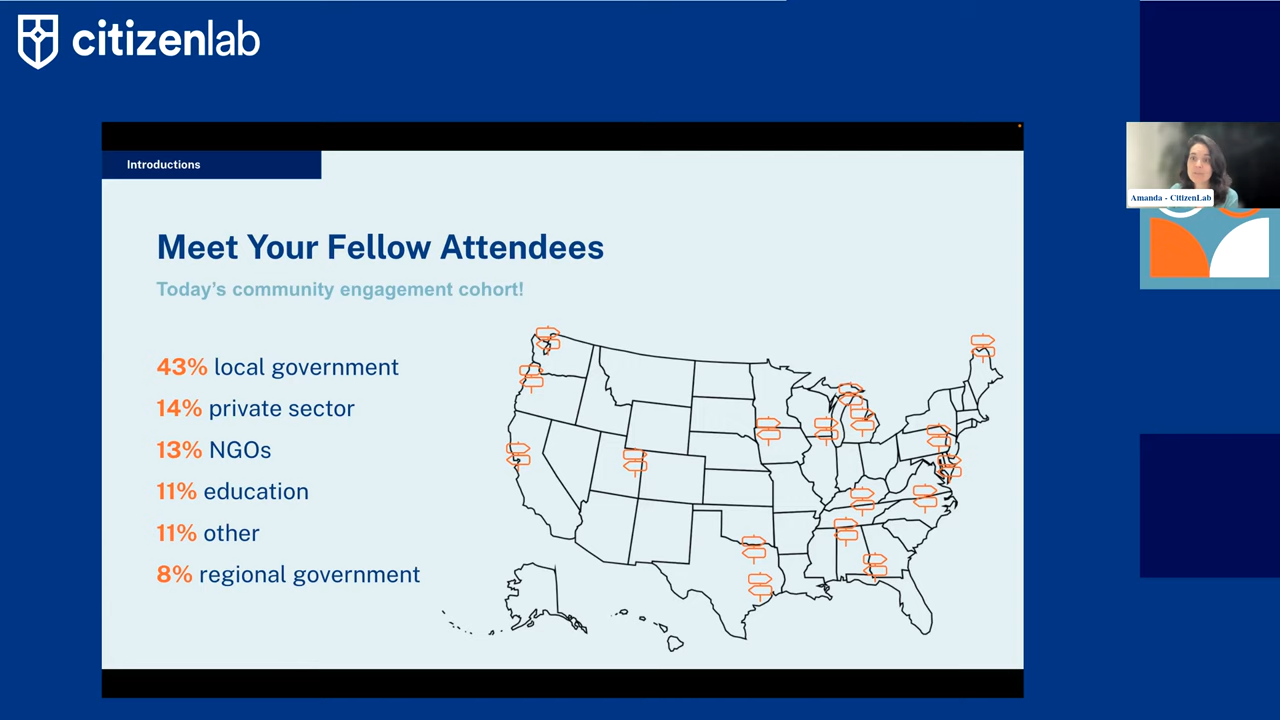 citizenlab
Introductions
Meet Your Fellow Attendees
Today's community engagement cohort!
43% local government
14% private sector
13% NGOs
11% education
11% other
8% regional government
Amanda - CitizenLab